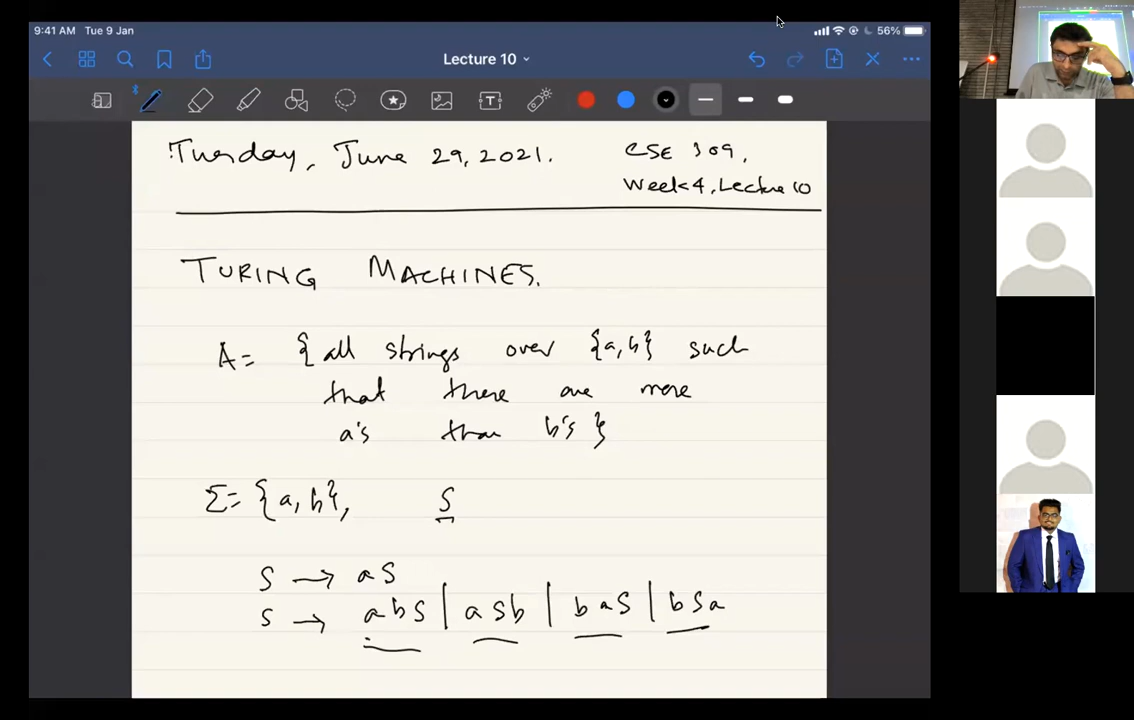 9:41 AM Tue 9 Jan
56%
Lecture 10
Tuesday, June 29, 2021.
CSE 309,
Week 4, Lecture 10
TURING MACHINES.
A = {all strings over {a, b} such
that there are more
a's than b's}
Σ = {a, b}, S
S → aS
S → abS | aSb | baS | bSa